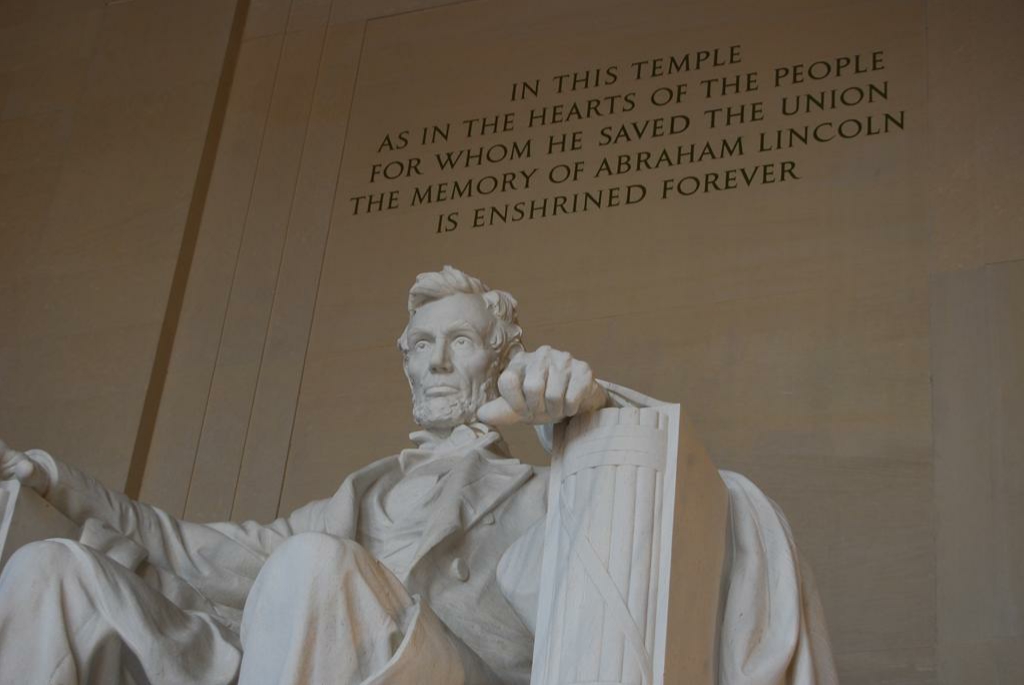 IN THIS TEMPLE
AS IN THE HEARTS OF THE PEOPLE
FOR WHOM HE SAVED THE UNION
THE MEMORY OF ABRAHAM LINCOLN
IS ENSHRINED FOREVER